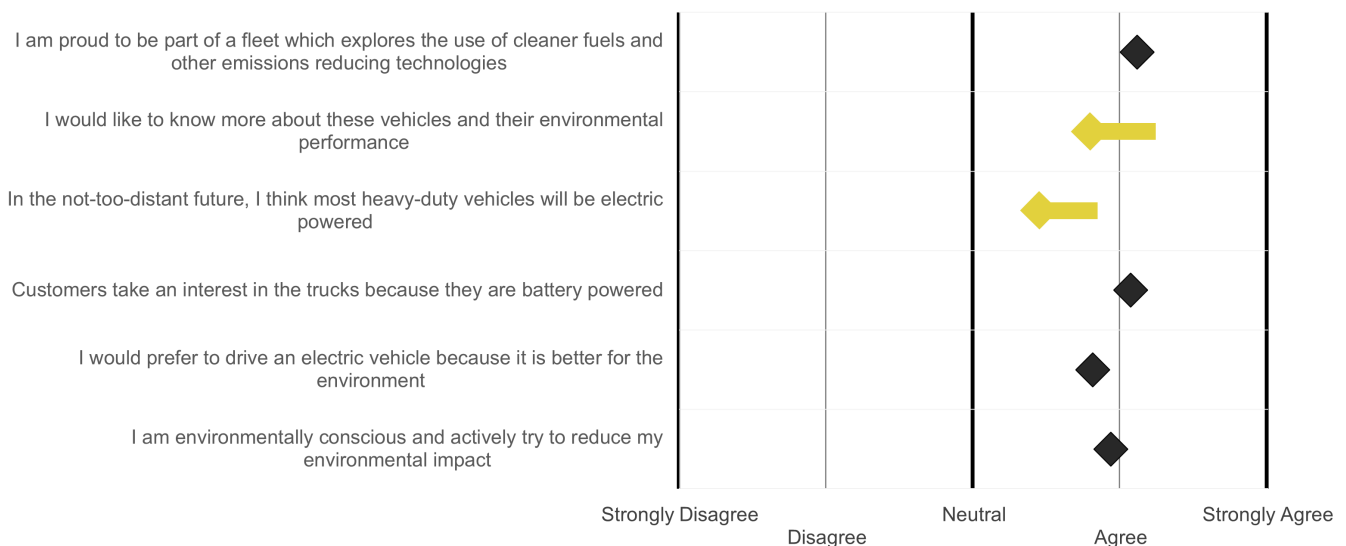 I am proud to be part of a fleet which explores the use of cleaner fuels and
other emissions reducing technologies
I would like to know more about these vehicles and their environmental
performance
In the not-too-distant future, I think most heavy-duty vehicles will be electric
powered
Customers take an interest in the trucks because they are battery powered
I would prefer to drive an electric vehicle because it is better for the
environment
I am environmentally conscious and actively try to reduce my
environmental impact
Strongly Disagree
Disagree
Neutral
Agree
Strongly Agree